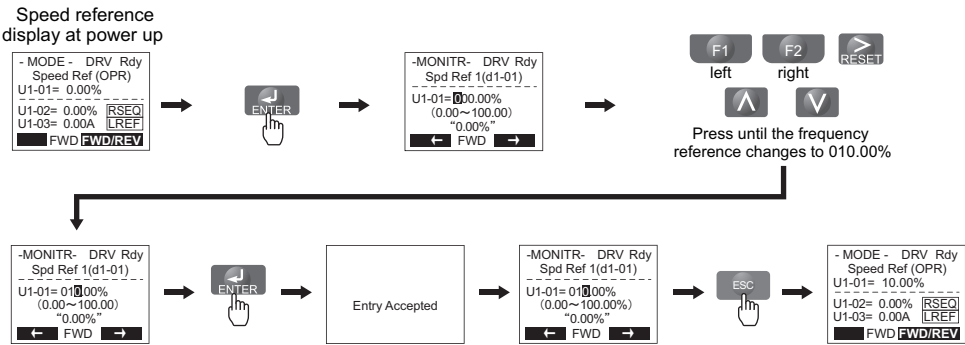 Speed reference
display at power up
- MODE - DRV Rdy
Speed Ref (OPR)
U1-01= 0.00%
U1-02= 0.00% RSEQ
U1-03= 0.00A LREF
FWD FWD/REV
ENTER
-MONITR- DRV Rdy
Spd Ref 1(d1-01)
U1-01= 000.00%
(0.00~100.00)
“0.00%”
← FWD →
F1 F2 > RESET
left right
∧ ∨
Press until the frequency
reference changes to 010.00%
-MONITR- DRV Rdy
Spd Ref 1(d1-01)
U1-01= 010.00%
(0.00~100.00)
“0.00%”
← FWD →
ENTER
Entry Accepted
-MONITR- DRV Rdy
Spd Ref 1(d1-01)
U1-01= 010.00%
(0.00~100.00%)
“0.00%”
← FWD →
ESC
- MODE - DRV Rdy
Speed Ref (OPR)
U1-01= 10.00%
U1-02= 0.00% RSEQ
U1-03= 0.00A LREF
FWD FWD/REV